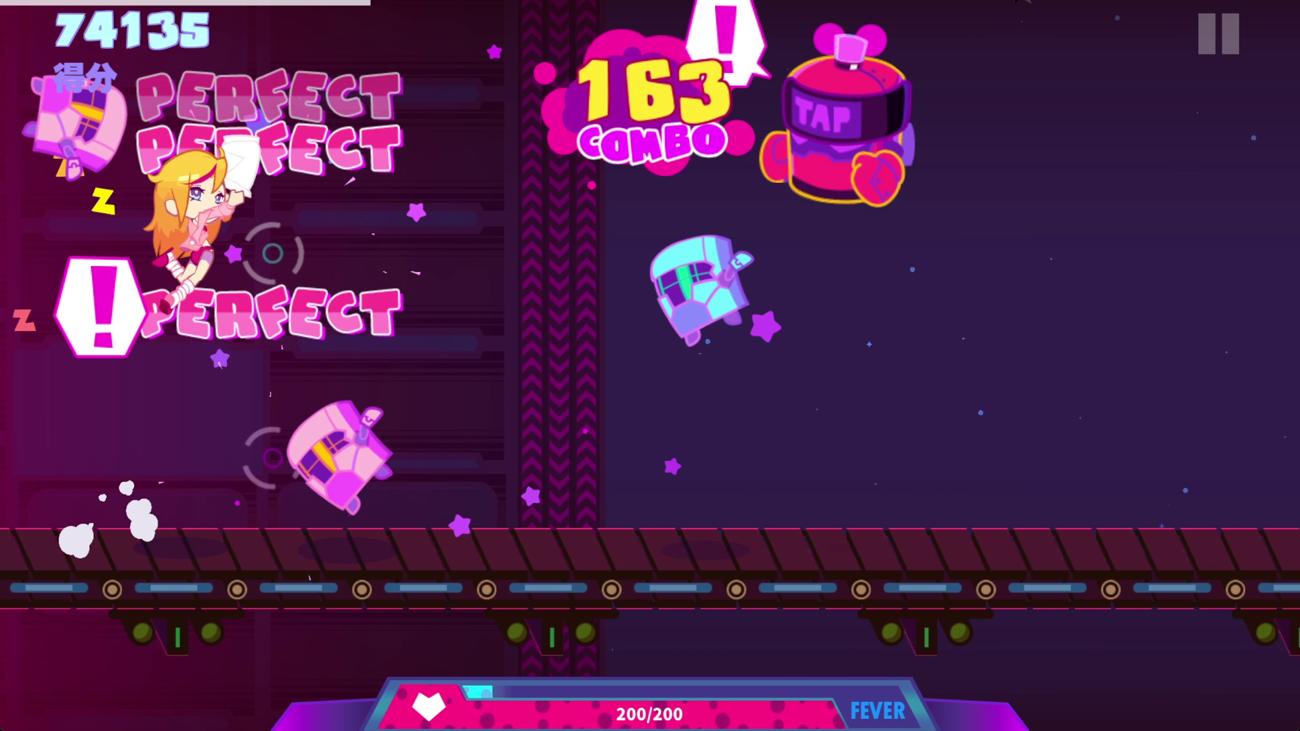 74135
得分
PERFECT
PERFECT
Z
!
PERFECT
Z
!
163
COMBO
TAP
200/200
FEVER